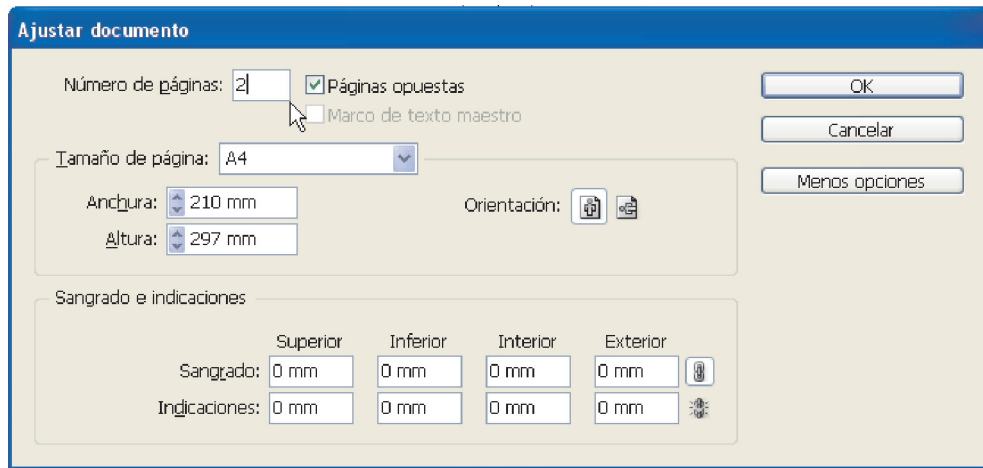 Ajustar documento
Número de páginas: 2
Páginas opuestas
Marco de texto maestro
OK
Cancelar
Menos opciones
Tamaño de página: A4
Anchura: 210 mm
Orientación:
Altura: 297 mm
Sangrado e indicaciones
Superior Inferior Interior Exterior
Sangrado: 0 mm 0 mm 0 mm 0 mm
Indicaciones: 0 mm 0 mm 0 mm 0 mm